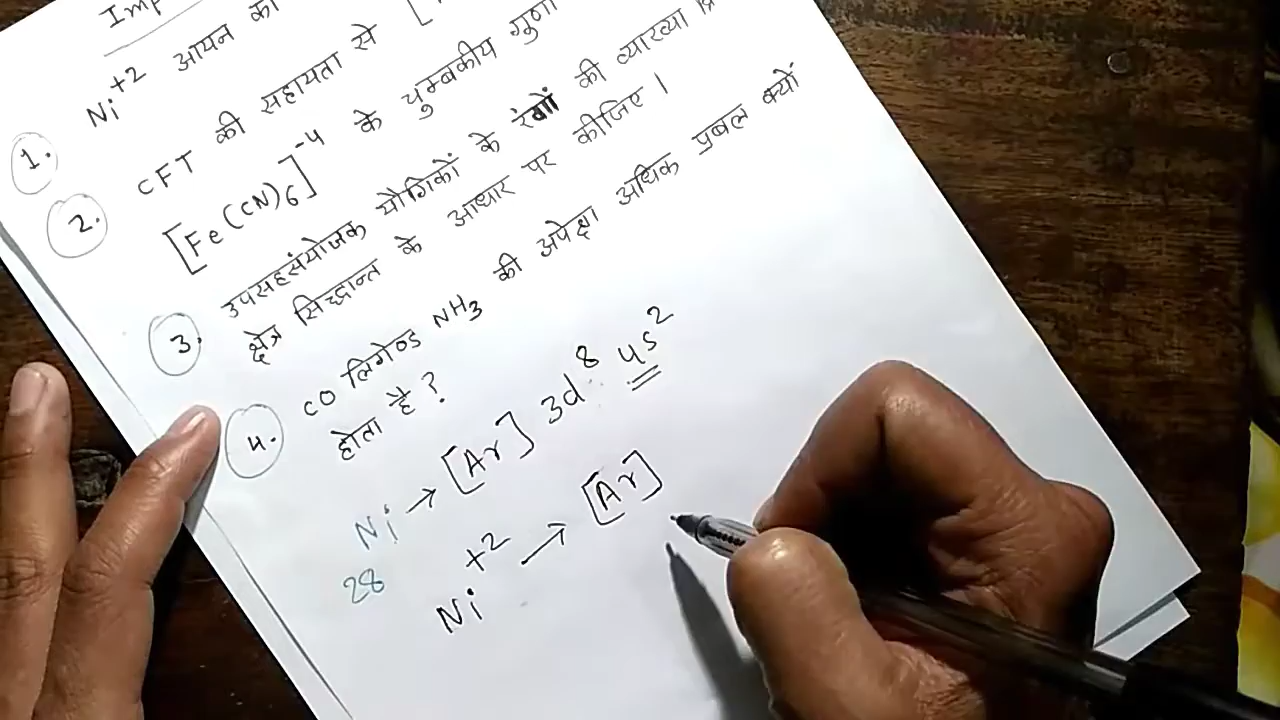 Imp
1. Ni+2 आयन का
2. CFT की सहायता से [
[Fe(CN)6]-4 के चुम्बकीय गुणो
3. उपसहसंयोजक यौगिकों के रंगों की व्याख्या
क्षेत्र सिद्धान्त के आधार पर कीजिए।
4. CO लिगेण्ड NH3 की अपेक्षा अधिक प्रबल क्यों
होता है ?
Ni → [Ar] 3d8 4s2
28
Ni+2 → [Ar]